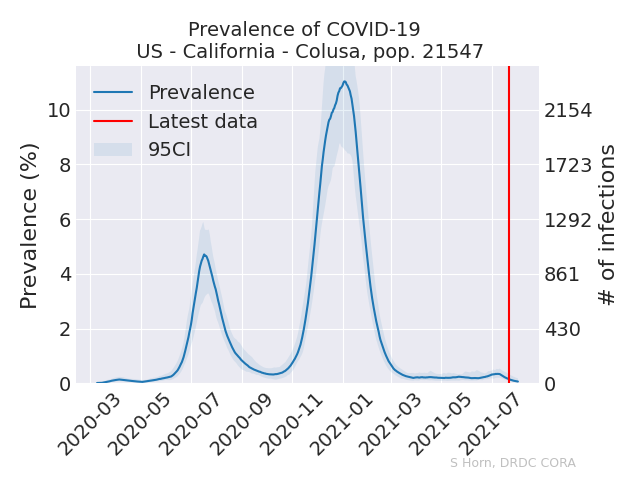 Prevalence of COVID-19
US - California - Colusa, pop. 21547
Prevalence
Latest data
95CI
Prevalence (%)
10
8
6
4
2
0
2154
1723
1292
861
430
0
# of infections
2020-03
2020-05
2020-07
2020-09
2020-11
2021-01
2021-03
2021-05
2021-07
S Horn, DRDC CORA